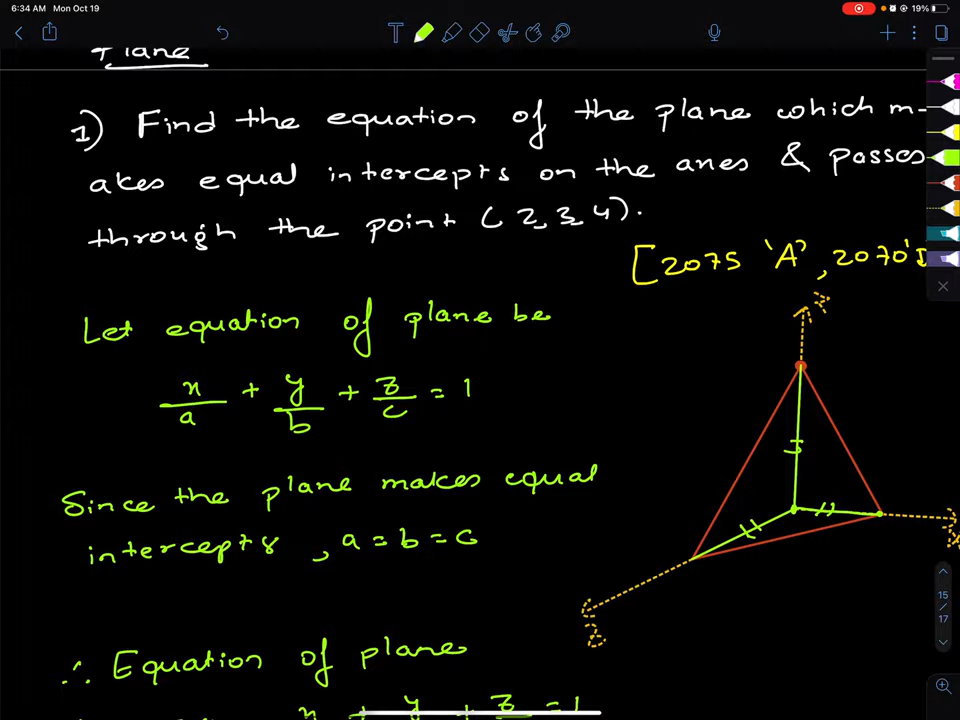 6:34 AM Mon Oct 19
19%
Plane
1) Find the equation of the plane which m-
akes equal intercepts on the axes & passes
through the point (2,3,4).
[2075 'A', 2070'
Let equation of plane be
x/a + y/b + z/c = 1
Since the plane makes equal
intercepts, a = b = c
∴ Equation of plane
x y + z = 1
15
/
17